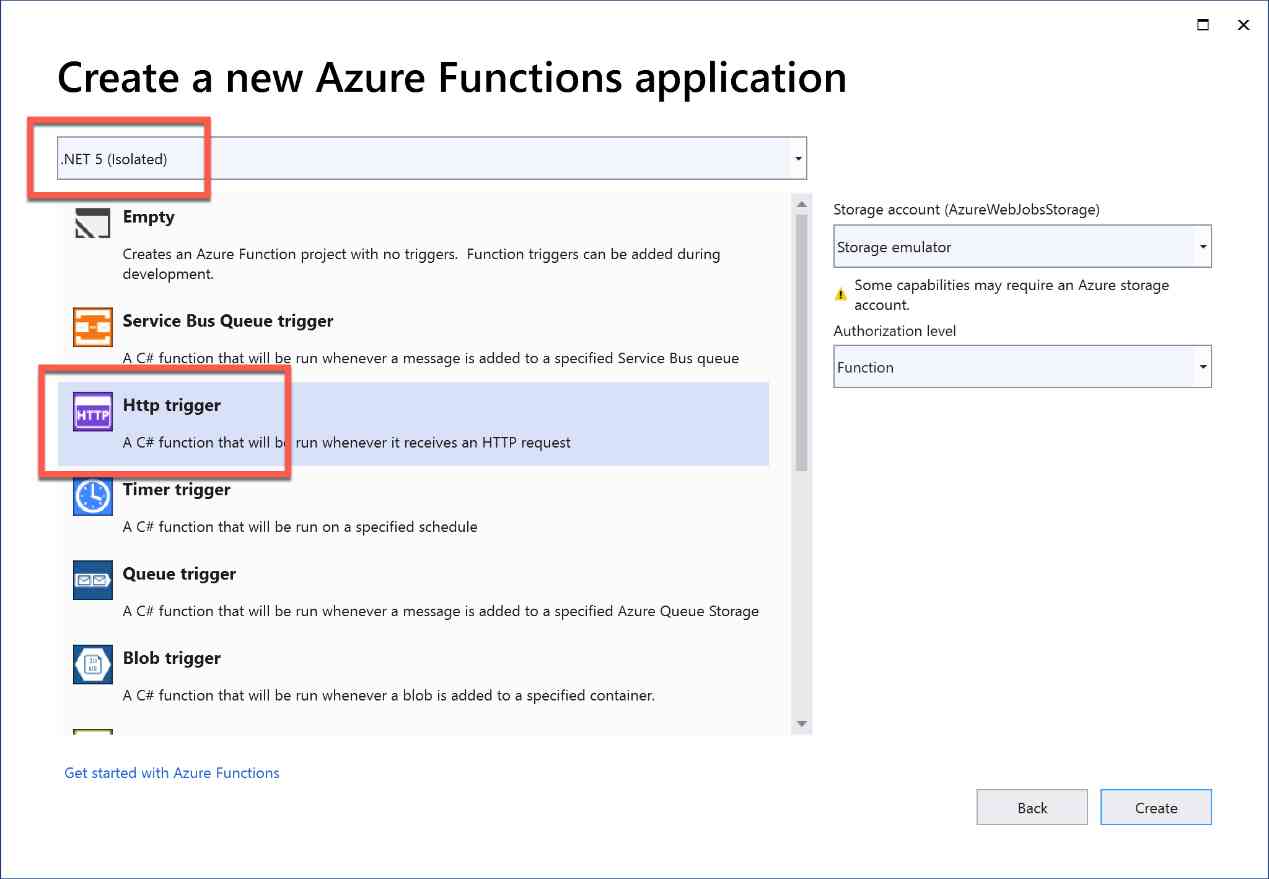 Create a new Azure Functions application
.NET 5 (Isolated)
Empty
Creates an Azure Function project with no triggers.  Function triggers can be added during
development.
Service Bus Queue trigger
A C# function that will be run whenever a message is added to a specified Service Bus queue
HTTP
Http trigger
A C# function that will be run whenever it receives an HTTP request
Timer trigger
A C# function that will be run on a specified schedule
Queue trigger
A C# function that will be run whenever a message is added to a specified Azure Queue Storage
Blob trigger
A C# function that will be run whenever a blob is added to a specified container.
Storage account (AzureWebJobsStorage)
Storage emulator
Some capabilities may require an Azure storage
account.
Authorization level
Function
Get started with Azure Functions
Back
Create